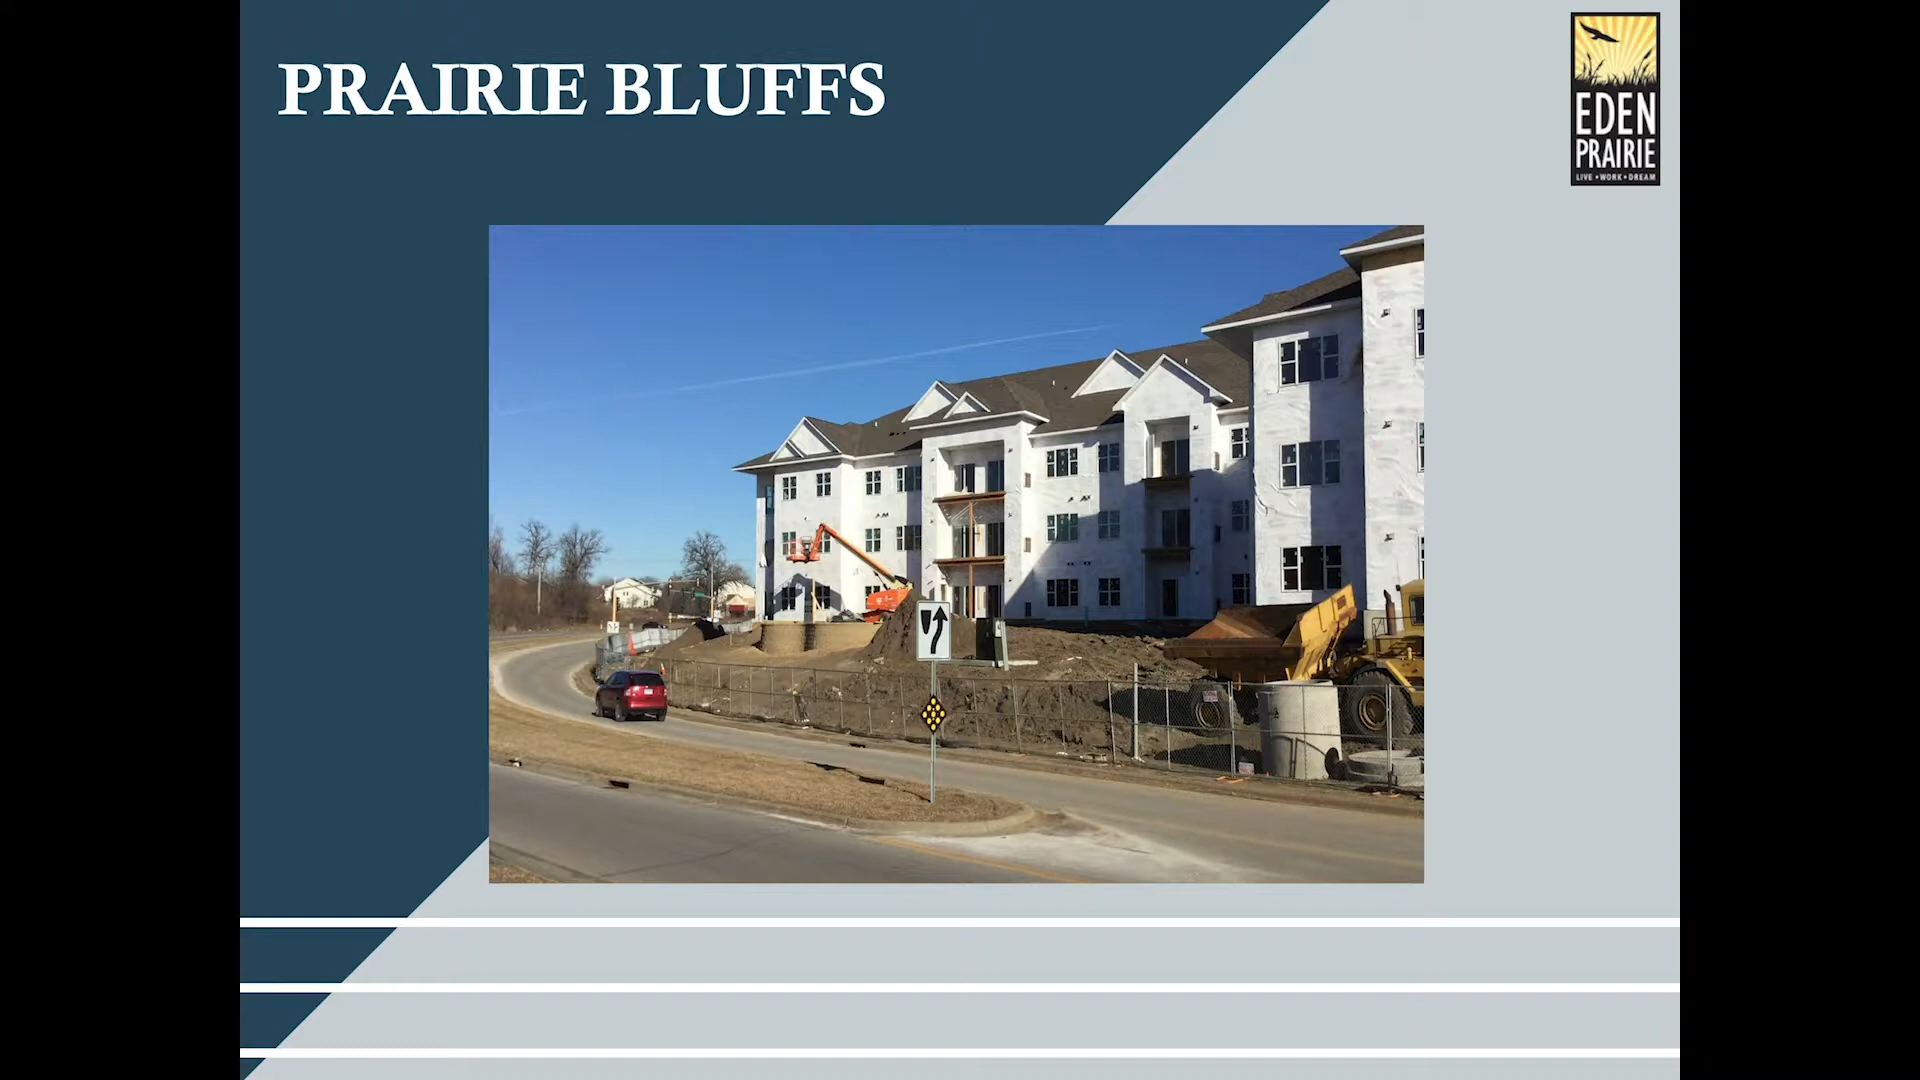 PRAIRIE BLUFFS
EDEN
PRAIRIE
LIVE • WORK • DREAM